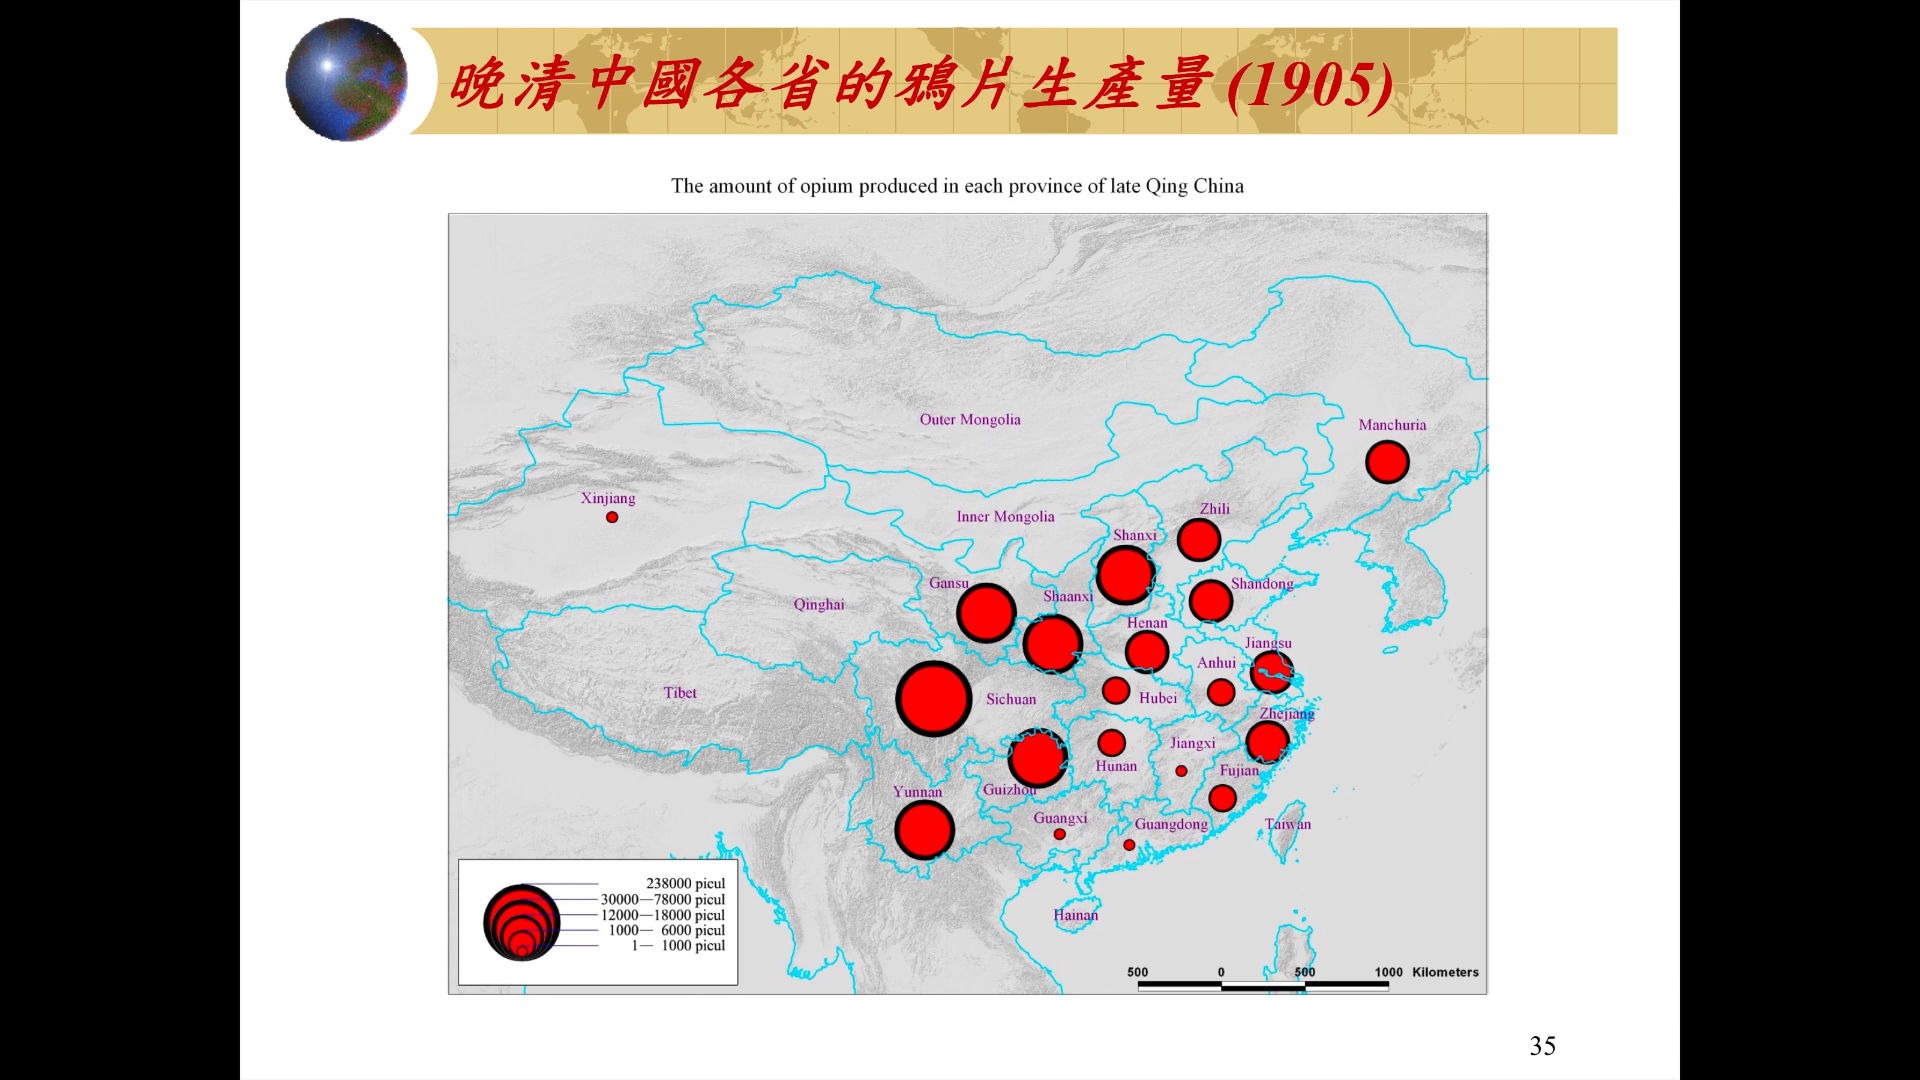 晚清中國各省的鴉片生產量(1905)
The amount of opium produced in each province of late Qing China
Outer Mongolia
Manchuria
Xinjiang
Zhili
Inner Mongolia
Shanxi
Gansu
Shandong
Shaanxi
Qinghai
Henan
Jiangsu
Anhui
Tibet
Sichuan
Hubei
Zhejiang
Jiangxi
Hunan
Fujian
Yunnan
Guizhou
Guangxi
Guangdong
Taiwan
Hainan
238000 picul
30000—78000 picul
12000—18000 picul
1000— 6000 picul
1— 1000 picul
500 0 500 1000 Kilometers
35